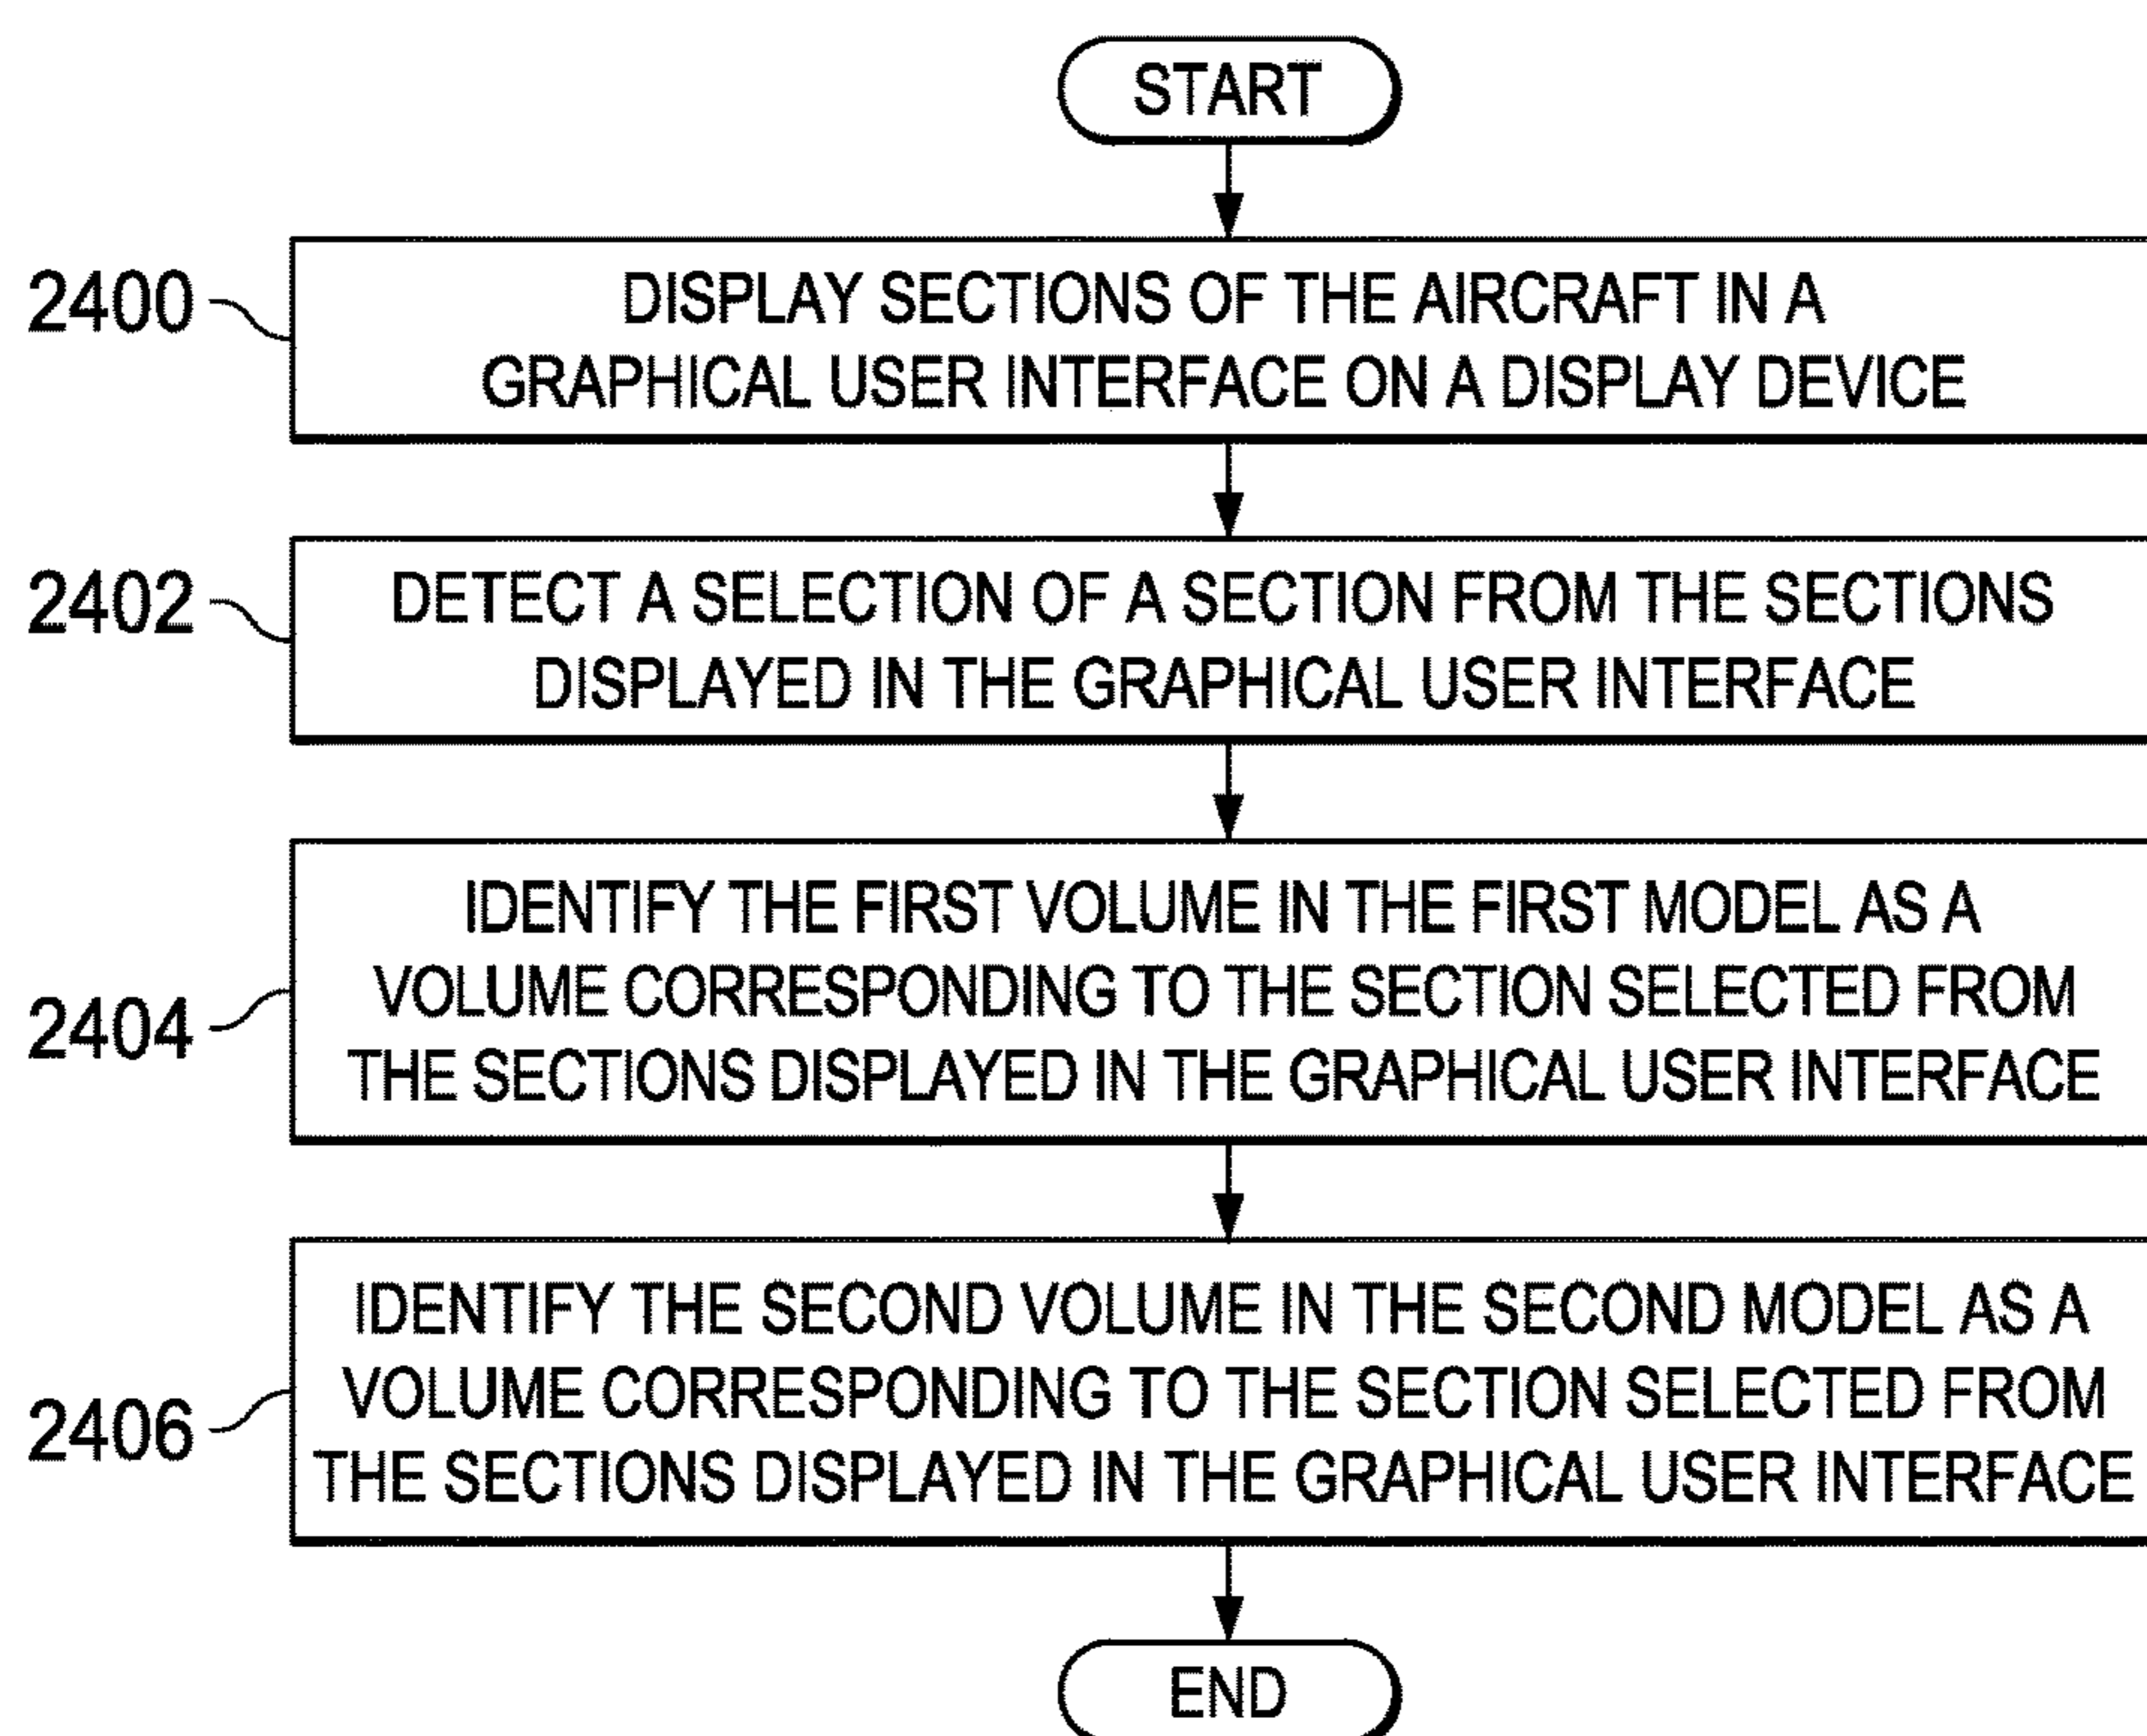 START
2400
DISPLAY SECTIONS OF THE AIRCRAFT IN A
GRAPHICAL USER INTERFACE ON A DISPLAY DEVICE
2402
DETECT A SELECTION OF A SECTION FROM THE SECTIONS
DISPLAYED IN THE GRAPHICAL USER INTERFACE
2404
IDENTIFY THE FIRST VOLUME IN THE FIRST MODEL AS A
VOLUME CORRESPONDING TO THE SECTION SELECTED FROM
THE SECTIONS DISPLAYED IN THE GRAPHICAL USER INTERFACE
2406
IDENTIFY THE SECOND VOLUME IN THE SECOND MODEL AS A
VOLUME CORRESPONDING TO THE SECTION SELECTED FROM
THE SECTIONS DISPLAYED IN THE GRAPHICAL USER INTERFACE
END